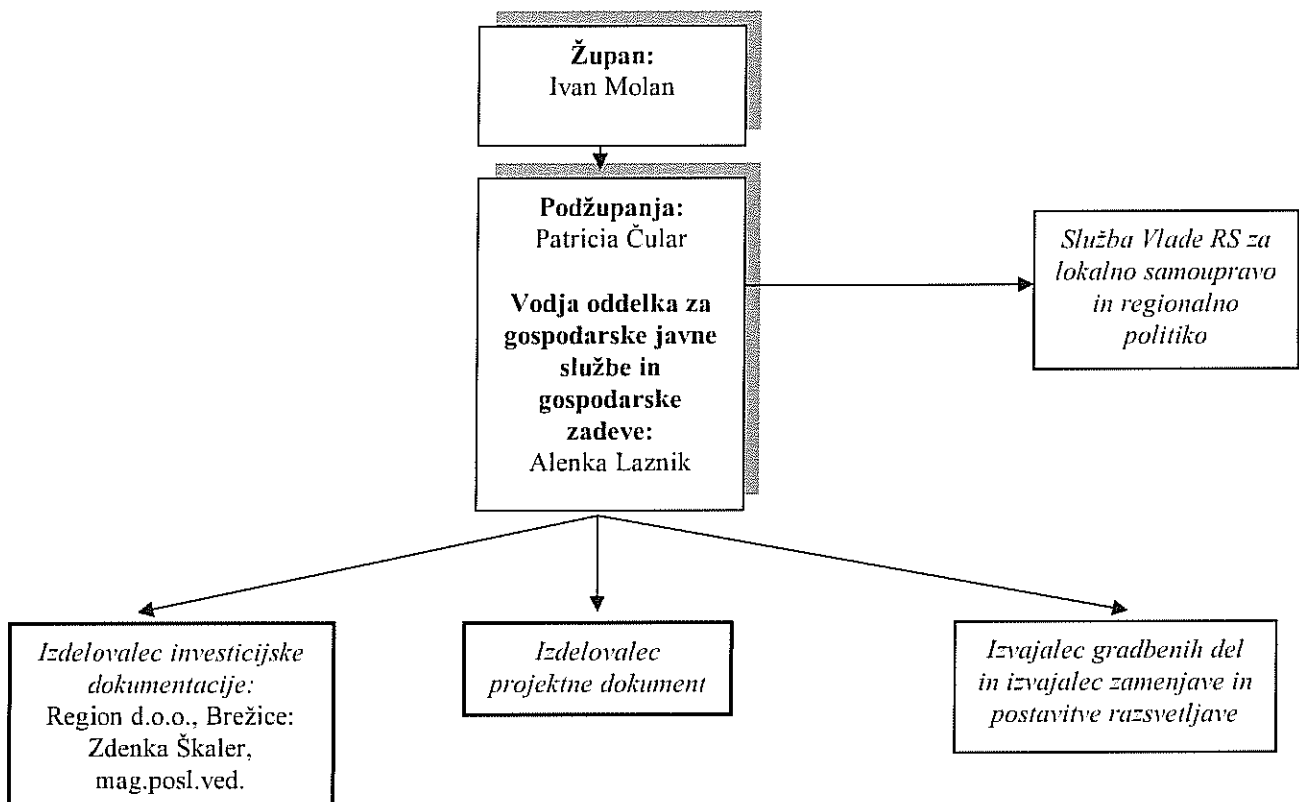 Župan:
Ivan Molan
Podžupanja:
Patricia Čular
Vodja oddelka za
gospodarske javne
službe in
gospodarske
zadeve:
Alenka Laznik
Služba Vlade RS za
lokalno samoupravo
in regionalno
politiko
Izdelovalec investicijske
dokumentacije:
Region d.o.o., Brežice:
Zdenka Škaler,
mag.posl.ved.
Izdelovalec
projektne dokument
Izvajalec gradbenih del
in izvajalec zamenjave in
postavitve razsvetljave